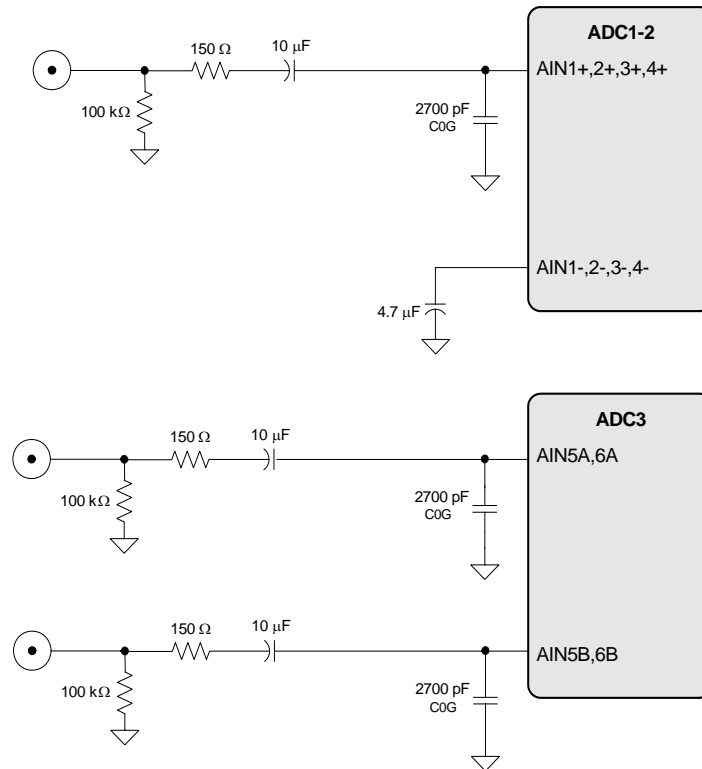 ADC1-2
150 Ω
10 µF
AIN1+,2+,3+,4+
100 kΩ
2700 pF
C0G
AIN1-,2-,3-,4-
4.7 µF
ADC3
150 Ω
10 µF
AIN5A,6A
100 kΩ
2700 pF
C0G
150 Ω
10 µF
AIN5B,6B
100 kΩ
2700 pF
C0G